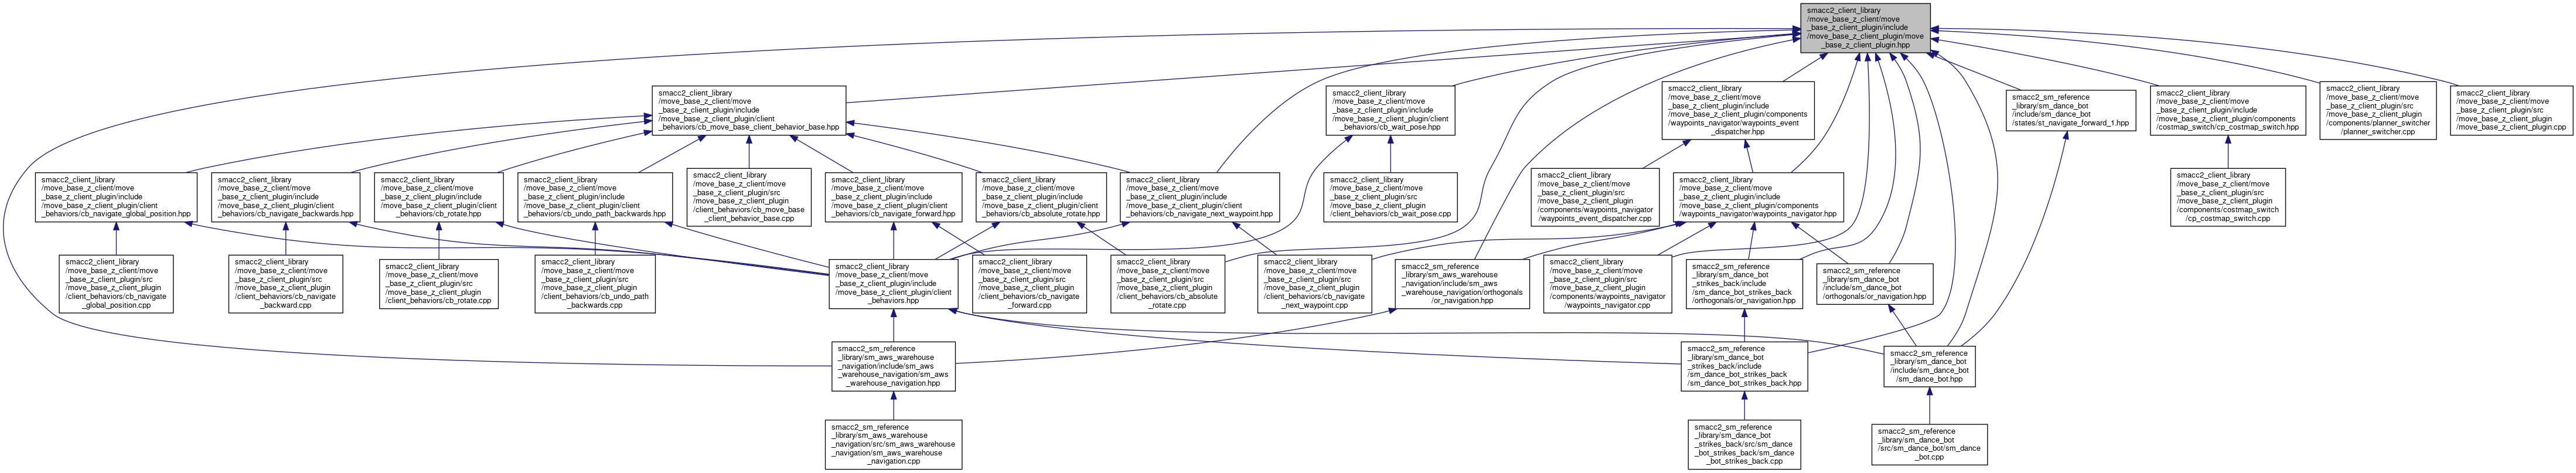 smacc2_client_library
/move_base_z_client/move
_base_z_client_plugin/include
/move_base_z_client_plugin/move
_base_z_client_plugin.hpp
smacc2_client_library
/move_base_z_client/move
_base_z_client_plugin/include
/move_base_z_client_plugin/client
_behaviors/cb_move_base_client_behavior_base.hpp
smacc2_client_library
/move_base_z_client/move
_base_z_client_plugin/include
/move_base_z_client_plugin/client
_behaviors/cb_wait_pose.hpp
smacc2_client_library
/move_base_z_client/move
_base_z_client_plugin/include
/move_base_z_client_plugin/components
/waypoints_navigator/waypoints_event
_dispatcher.hpp
smacc2_sm_reference
_library/sm_dance_bot
/include/sm_dance_bot
/states/st_navigate_forward_1.hpp
smacc2_client_library
/move_base_z_client/move
_base_z_client_plugin/include
/move_base_z_client_plugin/components
/costmap_switch/cp_costmap_switch.hpp
smacc2_client_library
/move_base_z_client/move
_base_z_client_plugin/src
/move_base_z_client_plugin
/components/planner_switcher
/planner_switcher.cpp
smacc2_client_library
/move_base_z_client/move
_base_z_client_plugin/src
/move_base_z_client_plugin
/move_base_z_client_plugin.cpp
smacc2_client_library
/move_base_z_client/move
_base_z_client_plugin/include
/move_base_z_client_plugin/client
_behaviors/cb_navigate_global_position.hpp
smacc2_client_library
/move_base_z_client/move
_base_z_client_plugin/include
/move_base_z_client_plugin/client
_behaviors/cb_navigate_backwards.hpp
smacc2_client_library
/move_base_z_client/move
_base_z_client_plugin/include
/move_base_z_client_plugin/client
_behaviors/cb_rotate.hpp
smacc2_client_library
/move_base_z_client/move
_base_z_client_plugin/include
/move_base_z_client_plugin/client
_behaviors/cb_undo_path_backwards.hpp
smacc2_client_library
/move_base_z_client/move
_base_z_client_plugin/src
/move_base_z_client_plugin
/client_behaviors/cb_move_base
_client_behavior_base.cpp
smacc2_client_library
/move_base_z_client/move
_base_z_client_plugin/include
/move_base_z_client_plugin/client
_behaviors/cb_navigate_forward.hpp
smacc2_client_library
/move_base_z_client/move
_base_z_client_plugin/include
/move_base_z_client_plugin/client
_behaviors/cb_absolute_rotate.hpp
smacc2_client_library
/move_base_z_client/move
_base_z_client_plugin/include
/move_base_z_client_plugin/client
_behaviors/cb_navigate_next_waypoint.hpp
smacc2_client_library
/move_base_z_client/move
_base_z_client_plugin/src
/move_base_z_client_plugin
/client_behaviors/cb_wait_pose.cpp
smacc2_client_library
/move_base_z_client/move
_base_z_client_plugin/src
/move_base_z_client_plugin
/components/waypoints_navigator
/waypoints_event_dispatcher.cpp
smacc2_client_library
/move_base_z_client/move
_base_z_client_plugin/include
/move_base_z_client_plugin/components
/waypoints_navigator/waypoints_navigator.hpp
smacc2_client_library
/move_base_z_client/move
_base_z_client_plugin/src
/move_base_z_client_plugin
/components/costmap_switch
/cp_costmap_switch.cpp
smacc2_client_library
/move_base_z_client/move
_base_z_client_plugin/src
/move_base_z_client_plugin
/client_behaviors/cb_navigate
_global_position.cpp
smacc2_client_library
/move_base_z_client/move
_base_z_client_plugin/src
/move_base_z_client_plugin
/client_behaviors/cb_navigate
_backward.cpp
smacc2_client_library
/move_base_z_client/move
_base_z_client_plugin/src
/move_base_z_client_plugin
/client_behaviors/cb_rotate.cpp
smacc2_client_library
/move_base_z_client/move
_base_z_client_plugin/src
/move_base_z_client_plugin
/client_behaviors/cb_undo_path
_backwards.cpp
smacc2_client_library
/move_base_z_client/move
_base_z_client_plugin/include
/move_base_z_client_plugin/client
_behaviors.hpp
smacc2_client_library
/move_base_z_client/move
_base_z_client_plugin/src
/move_base_z_client_plugin
/client_behaviors/cb_navigate
_forward.cpp
smacc2_client_library
/move_base_z_client/move
_base_z_client_plugin/src
/move_base_z_client_plugin
/client_behaviors/cb_absolute
_rotate.cpp
smacc2_client_library
/move_base_z_client/move
_base_z_client_plugin/src
/move_base_z_client_plugin
/client_behaviors/cb_navigate
_next_waypoint.cpp
smacc2_sm_reference
_library/sm_aws_warehouse
_navigation/include/sm_aws
_warehouse_navigation/orthogonals
/or_navigation.hpp
smacc2_client_library
/move_base_z_client/move
_base_z_client_plugin/src
/move_base_z_client_plugin
/components/waypoints_navigator
/waypoints_navigator.cpp
smacc2_sm_reference
_library/sm_dance_bot
_strikes_back/include
/sm_dance_bot_strikes_back
/orthogonals/or_navigation.hpp
smacc2_sm_reference
_library/sm_dance_bot
/include/sm_dance_bot
/orthogonals/or_navigation.hpp
smacc2_sm_reference
_library/sm_aws_warehouse
_navigation/include/sm_aws
_warehouse_navigation/sm_aws
_warehouse_navigation.hpp
smacc2_sm_reference
_library/sm_dance_bot
_strikes_back/include
/sm_dance_bot_strikes_back
/sm_dance_bot_strikes_back.hpp
smacc2_sm_reference
_library/sm_dance_bot
/include/sm_dance_bot
/sm_dance_bot.hpp
smacc2_sm_reference
_library/sm_aws_warehouse
_navigation/src/sm_aws_warehouse
_navigation/sm_aws_warehouse
_navigation.cpp
smacc2_sm_reference
_library/sm_dance_bot
_strikes_back/src/sm_dance
_bot_strikes_back/sm_dance
_bot_strikes_back.cpp
smacc2_sm_reference
_library/sm_dance_bot
/src/sm_dance_bot/sm_dance
_bot.cpp